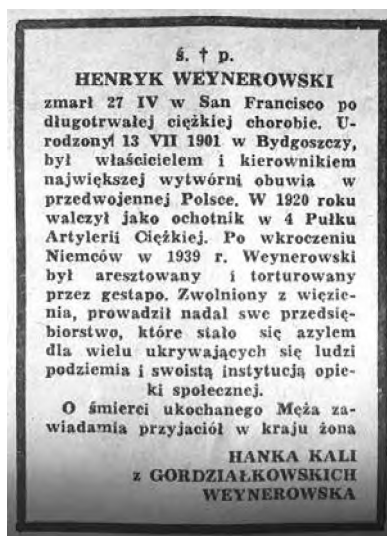 ś. † p.
HENRYK WEYNEROWSKI
zmarł 27 IV w San Francisco po
długotrwałej ciężkiej chorobie. U-
rodzony 13 VII 1901 w Bydgoszczy,
był właścicielem i kierownikiem
największej wytwórni obuwia w
przedwojennej Polsce. W 1920 roku
walczył jako ochotnik w 4 Pułku
Artylerii Ciężkiej. Po wkroczeniu
Niemców w 1939 r. Weynerowski
był aresztowany i torturowany
przez gestapo. Zwolniony z więzie-
nia, prowadził nadal swe przedsię-
biorstwo, które stało się azylem
dla wielu ukrywających się ludzi
podziemia i swoistą instytucją opie-
ki społecznej.
O śmierci ukochanego Męża za-
wiadamia przyjaciół w kraju żona
HANKA KALI
z GORDZIAŁKOWSKICH
WEYNEROWSKA